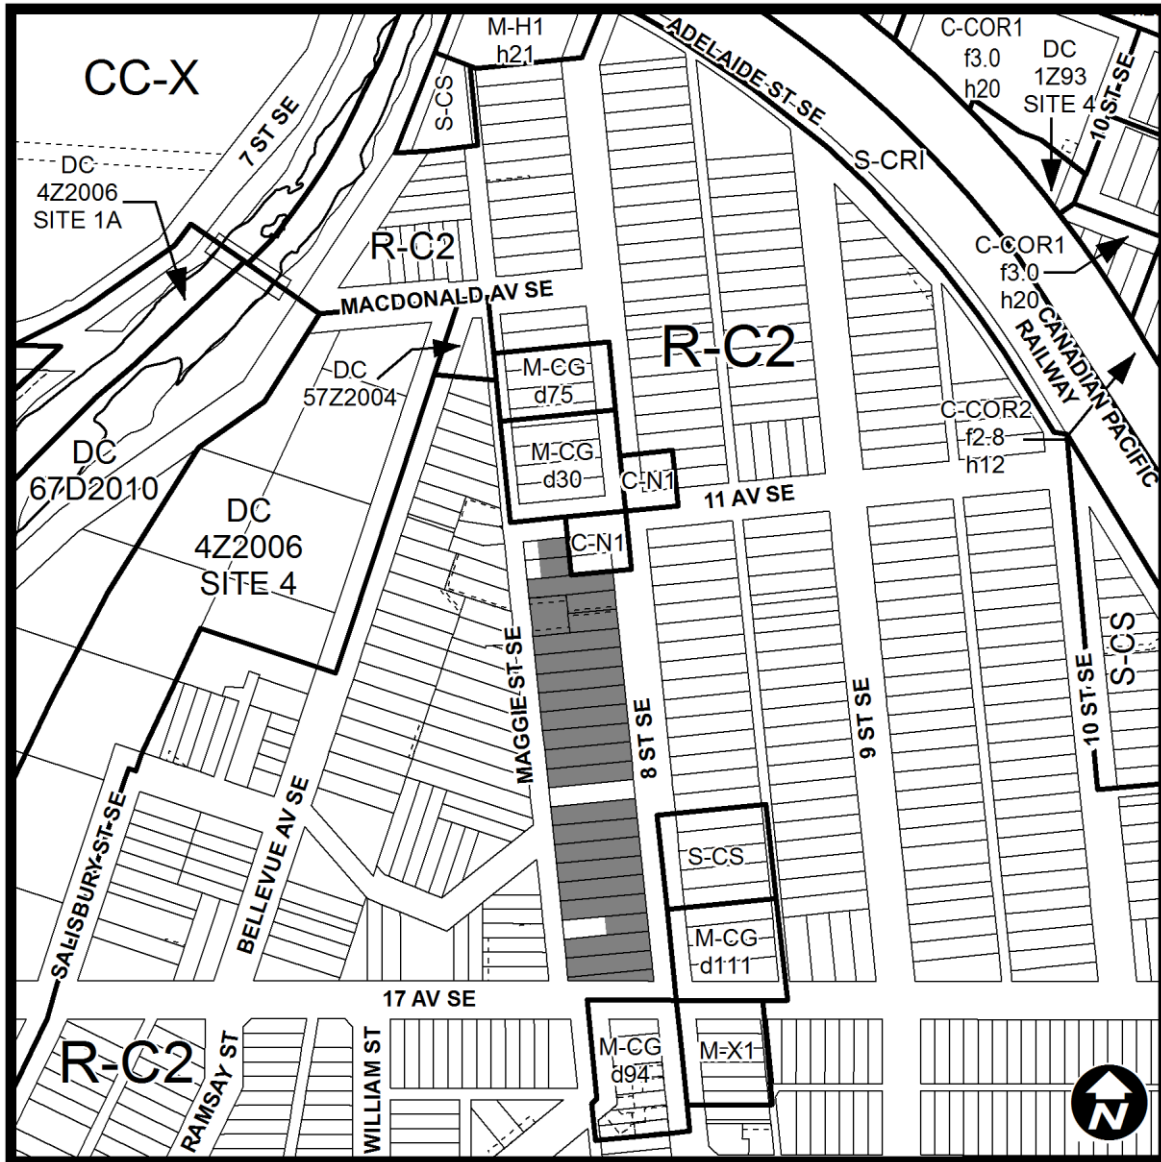 M-H1
h21
C-COR1
f3.0
h20
DC
1Z93
SITE 4
10 ST SE
ADELAIDE ST SE
CC-X
S-CS
7 ST SE
S-CRI
DC
4Z2006
SITE 1A
R-C2
C-COR1
f3.0
h20
MACDONALD AV SE
CANADIAN PACIFIC
RAILWAY
R-C2
DC
57Z2004
M-CG
d75
C-COR2
f2.8
h12
M-CG
d30
C-N1
11 AV SE
DC
67D2010
DC
4Z2006
SITE 4
C-N1
MAGGIE ST SE
8 ST SE
9 ST SE
10 ST SE
S-CS
SALISBURY ST SE
BELLEVUE AV SE
S-CS
M-CG
d111
17 AV SE
R-C2
RAMSAY ST
WILLIAM ST
M-CG
d94
M-X1
N